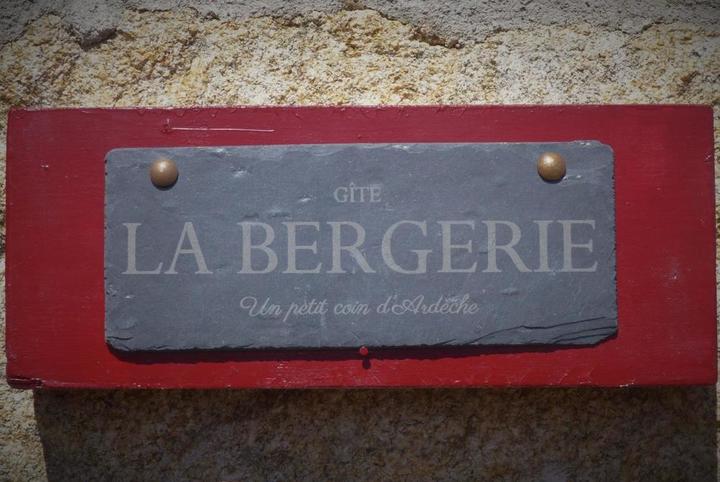 GÎTE
LA BERGERIE
Un petit coin d'Ardèche